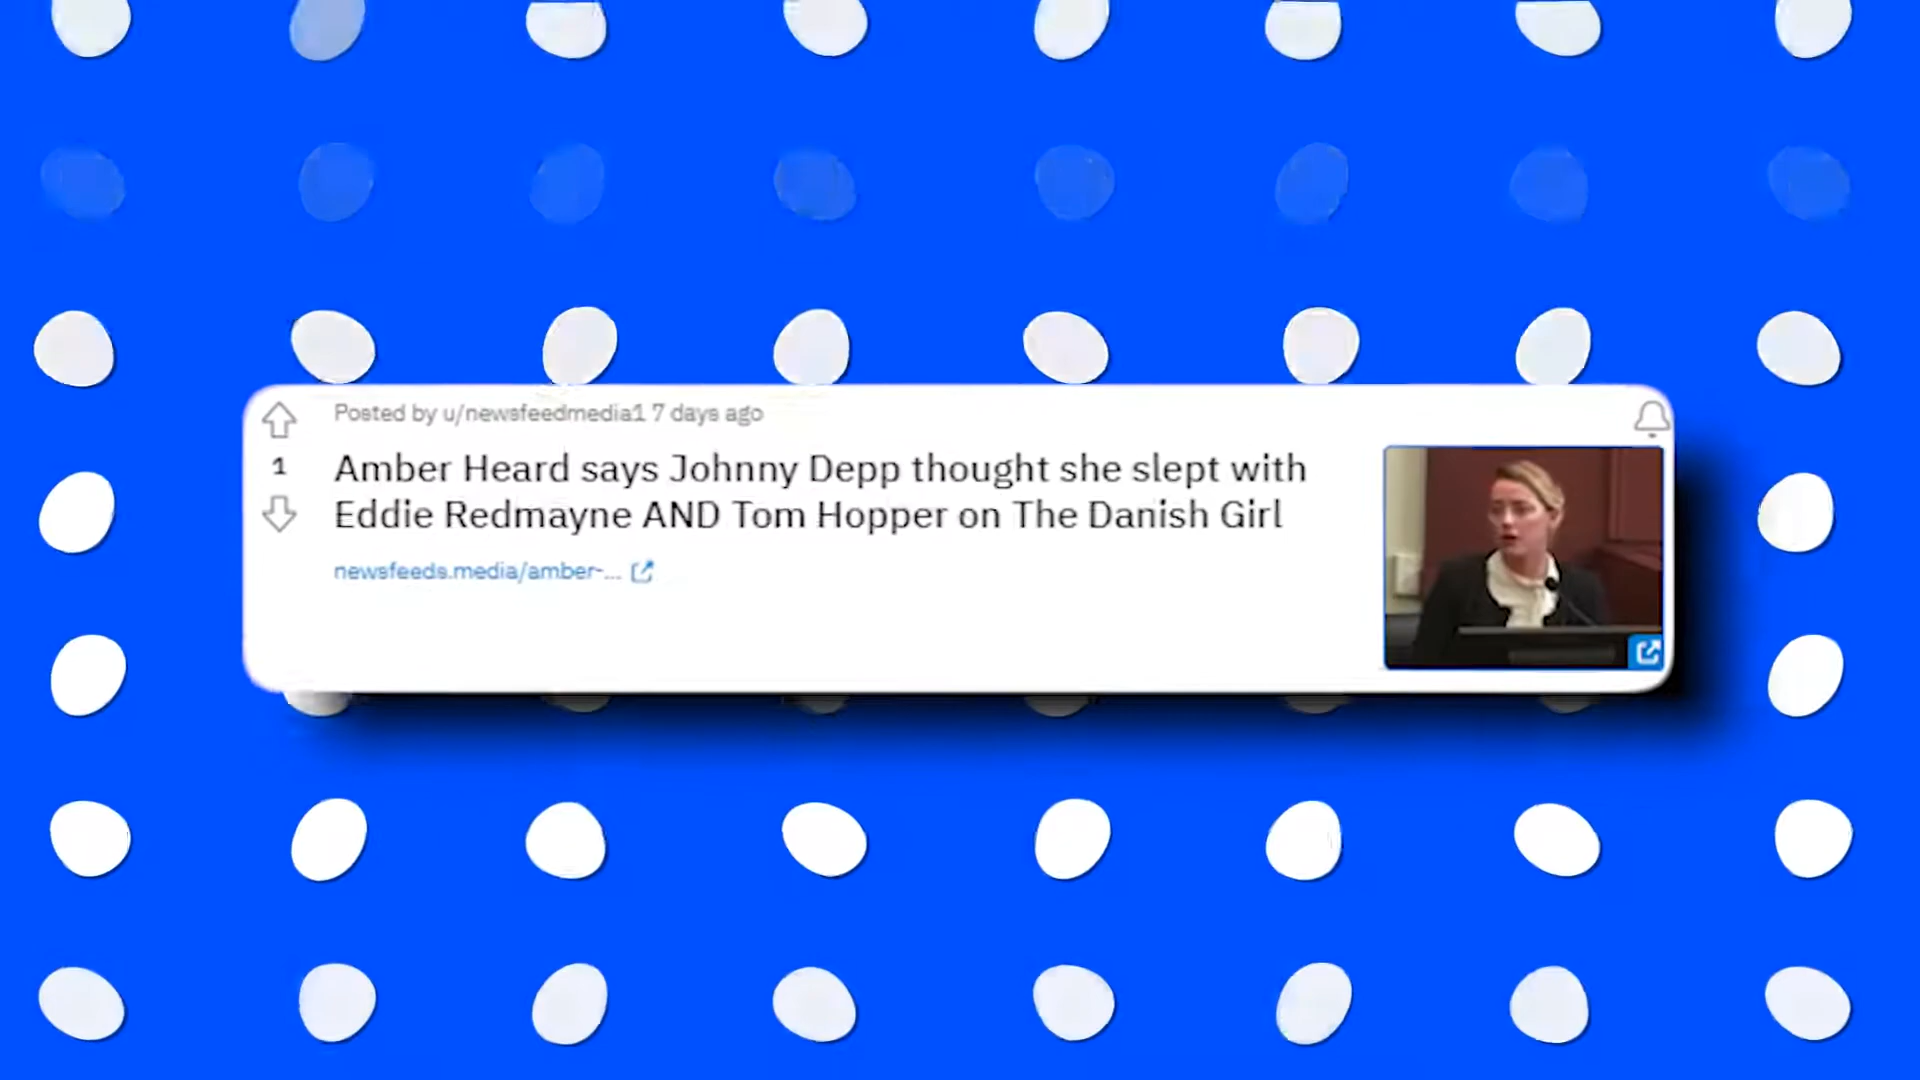 Posted by u/newsfeedmedia1 7 days ago
1
Amber Heard says Johnny Depp thought she slept with
Eddie Redmayne AND Tom Hopper on The Danish Girl
newsfeeds.media/amber-...